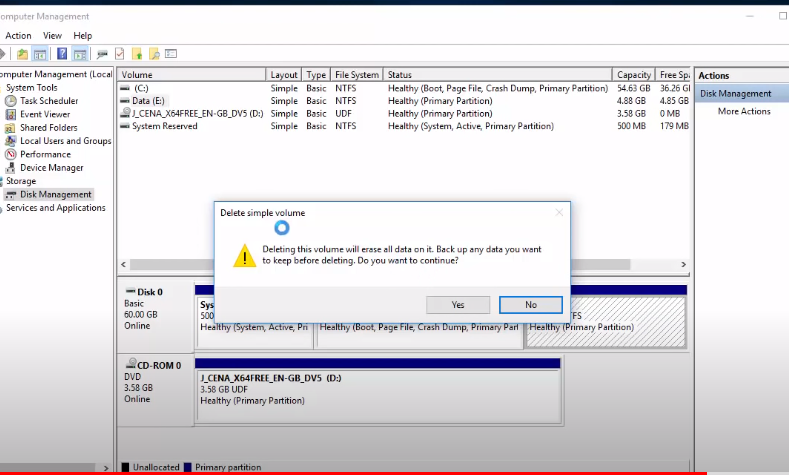 omputer Management
Action View Help
omputer Management (Local
System Tools
Task Scheduler
Event Viewer
Shared Folders
Local Users and Groups
Performance
Device Manager
Storage
Disk Management
Services and Applications
Volume Layout Type File System Status Capacity Free Spa
(C:) Simple Basic NTFS Healthy (Boot, Page File, Crash Dump, Primary Partition) 54.63 GB 36.26 G
Data (E:) Simple Basic NTFS Healthy (Primary Partition) 4.88 GB 4.85 GB
J_CENA_X64FREE_EN-GB_DV5 (D:) Simple Basic UDF Healthy (Primary Partition) 3.58 GB 0 MB
System Reserved Simple Basic NTFS Healthy (System, Active, Primary Partition) 500 MB 179 MB
Actions
Disk Management
More Actions
Delete simple volume
Deleting this volume will erase all data on it. Back up any data you want
to keep before deleting. Do you want to continue?
Yes No
Disk 0
Basic
60.00 GB
Online
Sys
500
Healthy (System, Active, Pri
Healthy (Boot, Page File, Crash Dump, Primary Part
TFS
Healthy (Primary Partition)
CD-ROM 0
DVD
3.58 GB
Online
J_CENA_X64FREE_EN-GB_DV5 (D:)
3.58 GB UDF
Healthy (Primary Partition)
Unallocated Primary partition